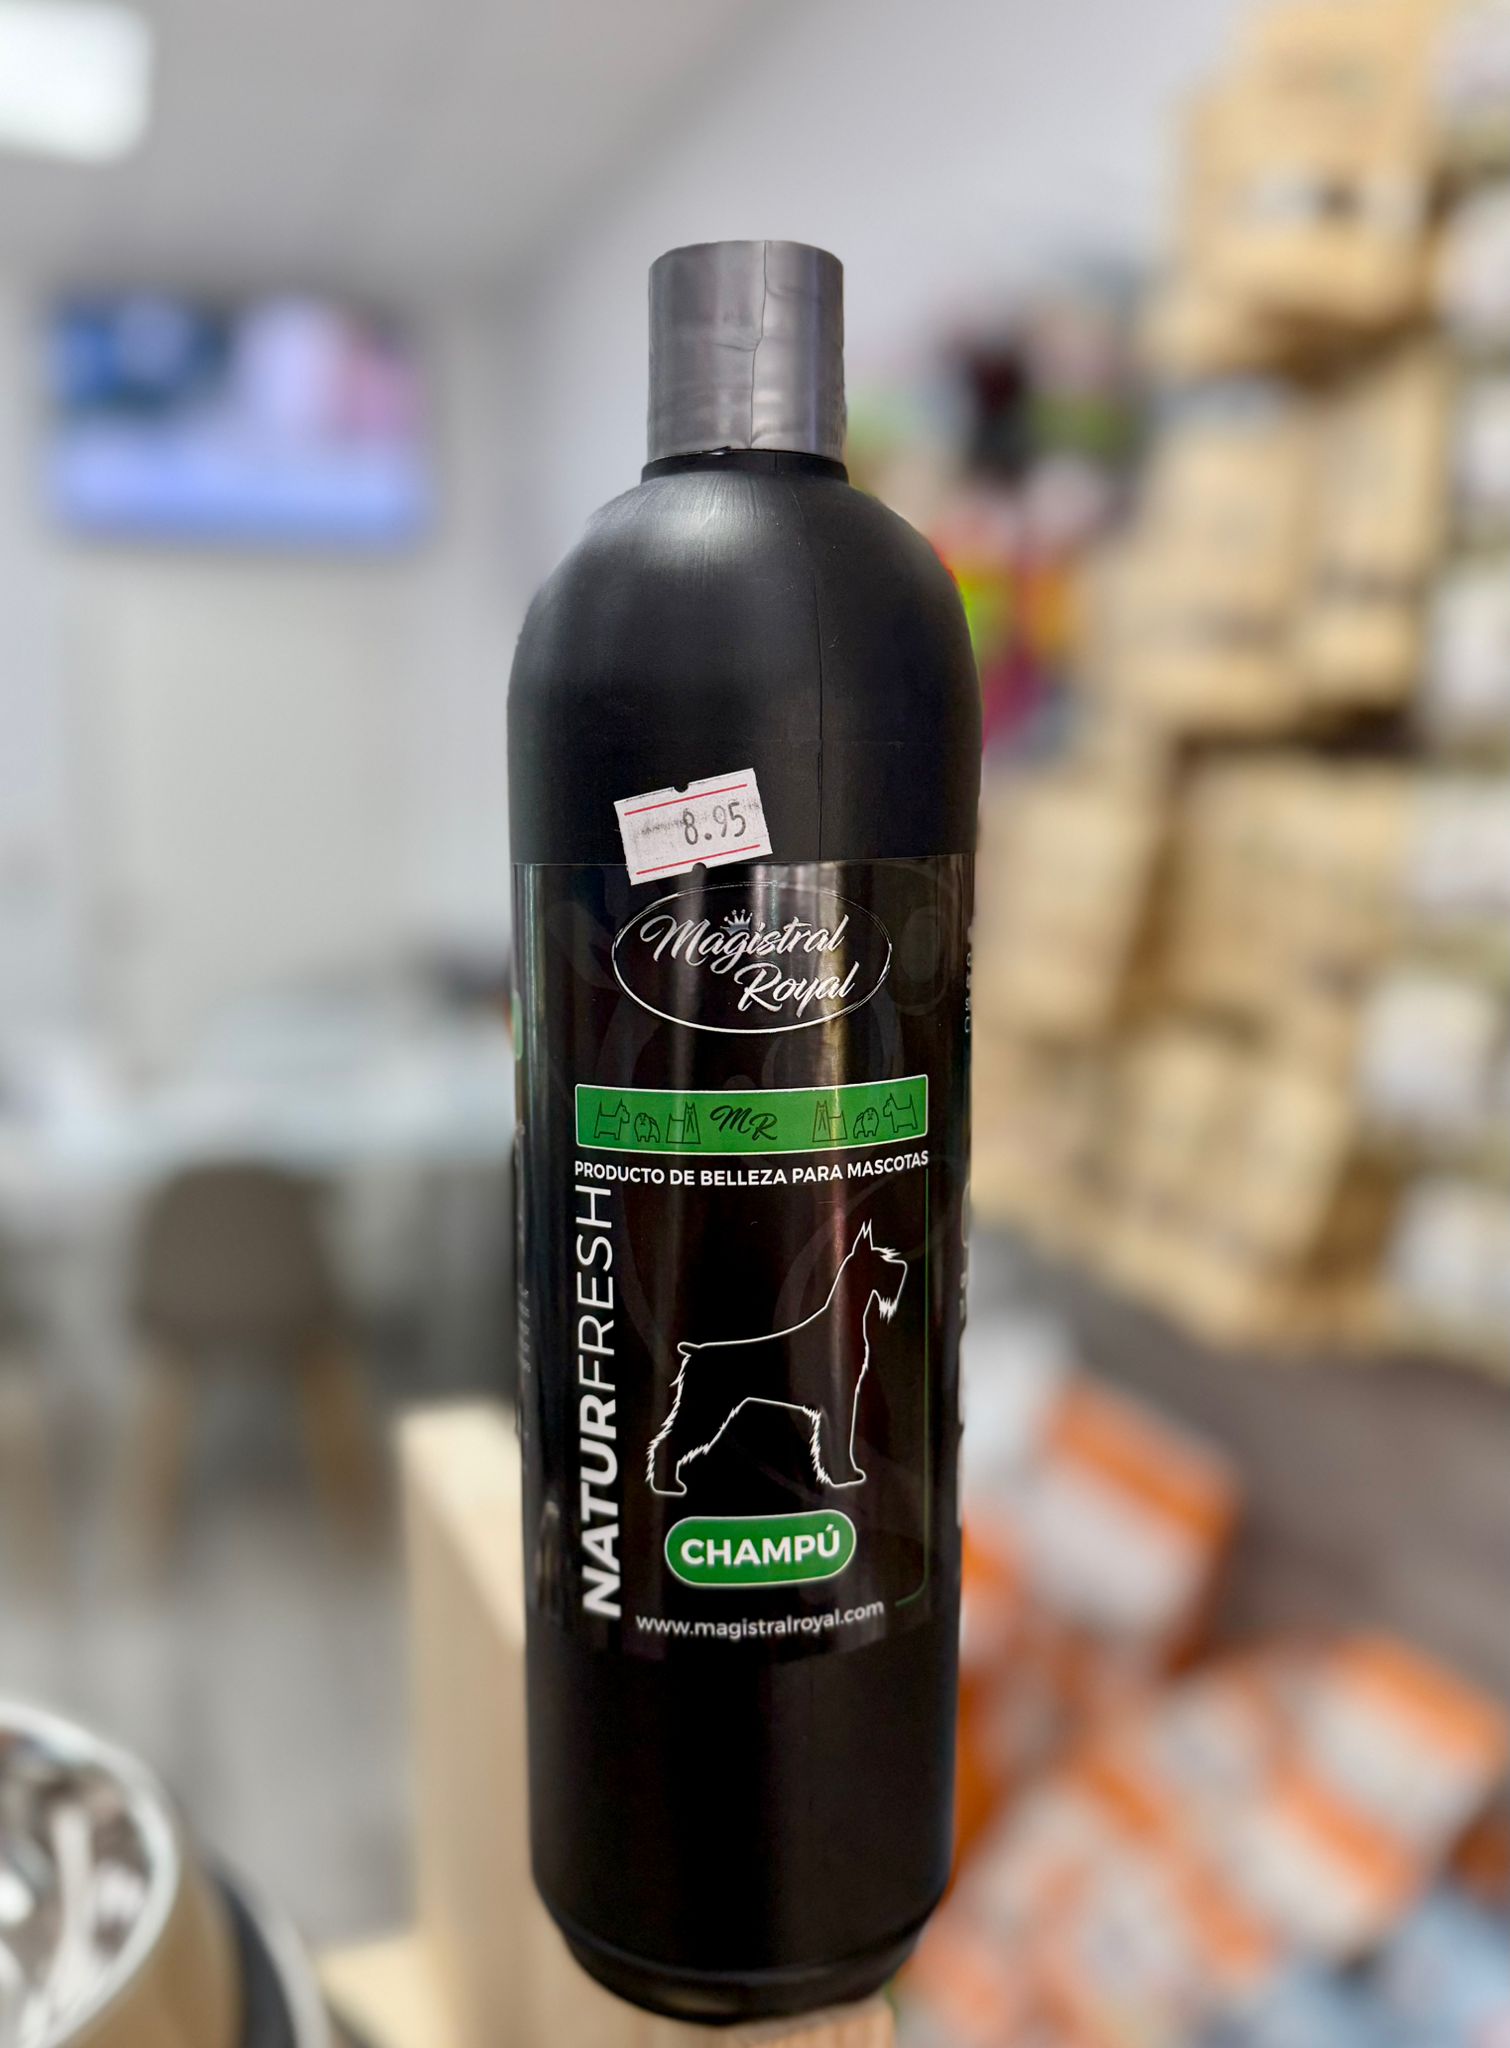 8.95
Magistral
Royal
MR
PRODUCTO DE BELLEZA PARA MASCOTAS
NATURFRESH
CHAMPÚ
www.magistralroyal.com